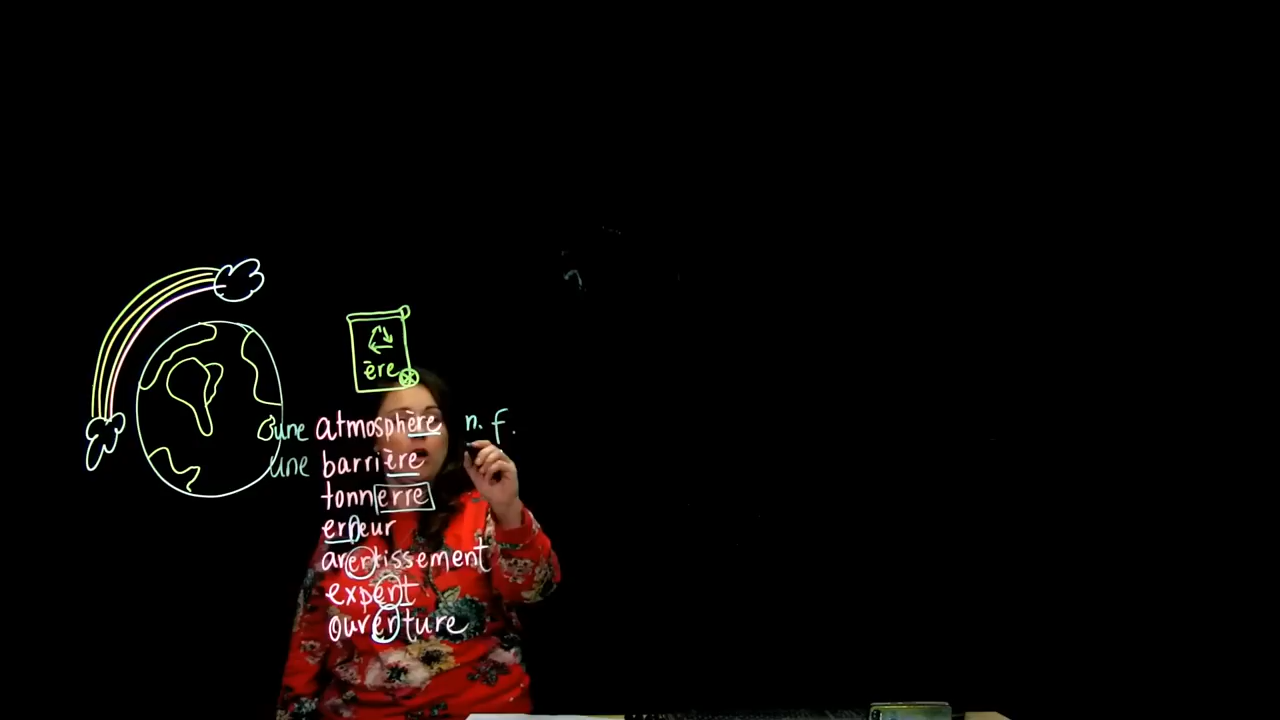 ère
une atmosphère n. f.
une barrière
tonnerre
erreur
avertissement
expert
ouverture